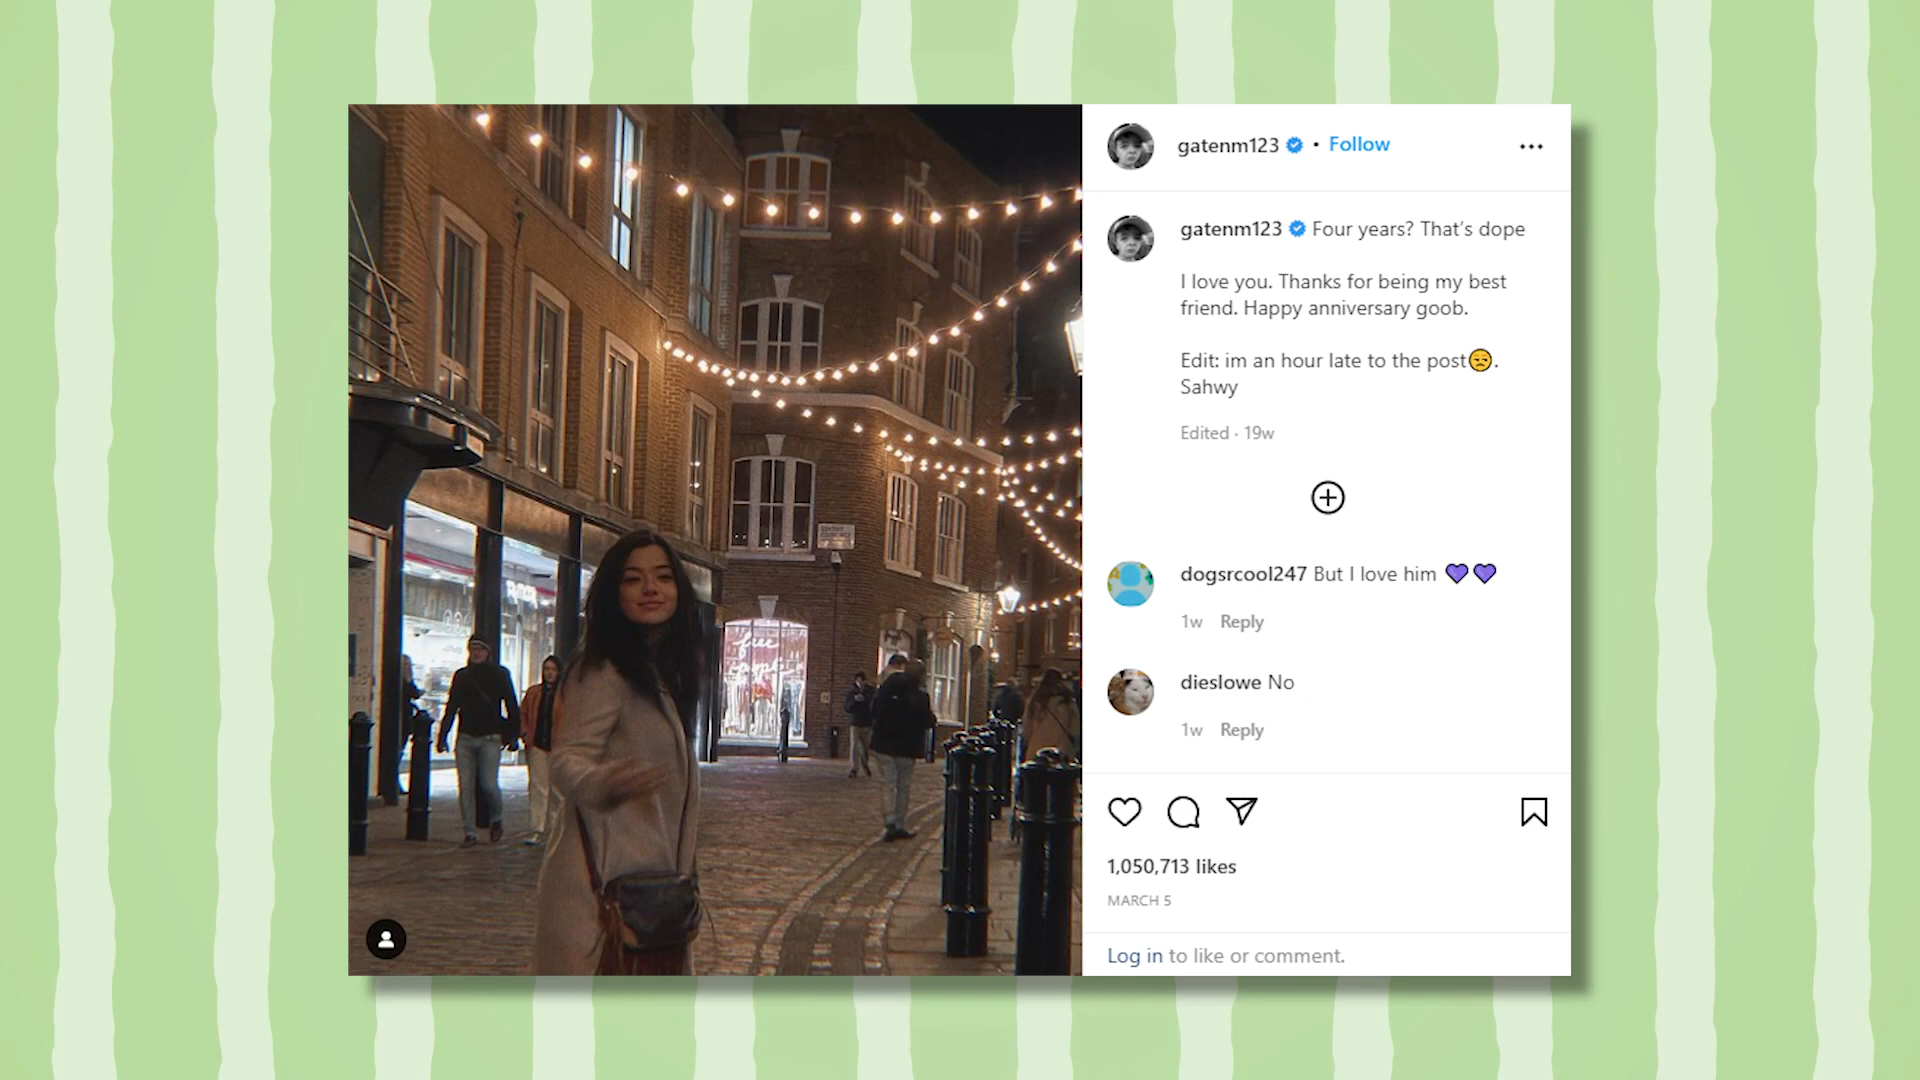 free
people
gatenm123 • Follow
gatenm123 Four years? That's dope
I love you. Thanks for being my best
friend. Happy anniversary goob.
Edit: im an hour late to the post😒.
Sahwy
Edited · 19w
dogsrcool247 But I love him 💜💜
1w Reply
dieslowe No
1w Reply
1,050,713 likes
MARCH 5
Log in to like or comment.